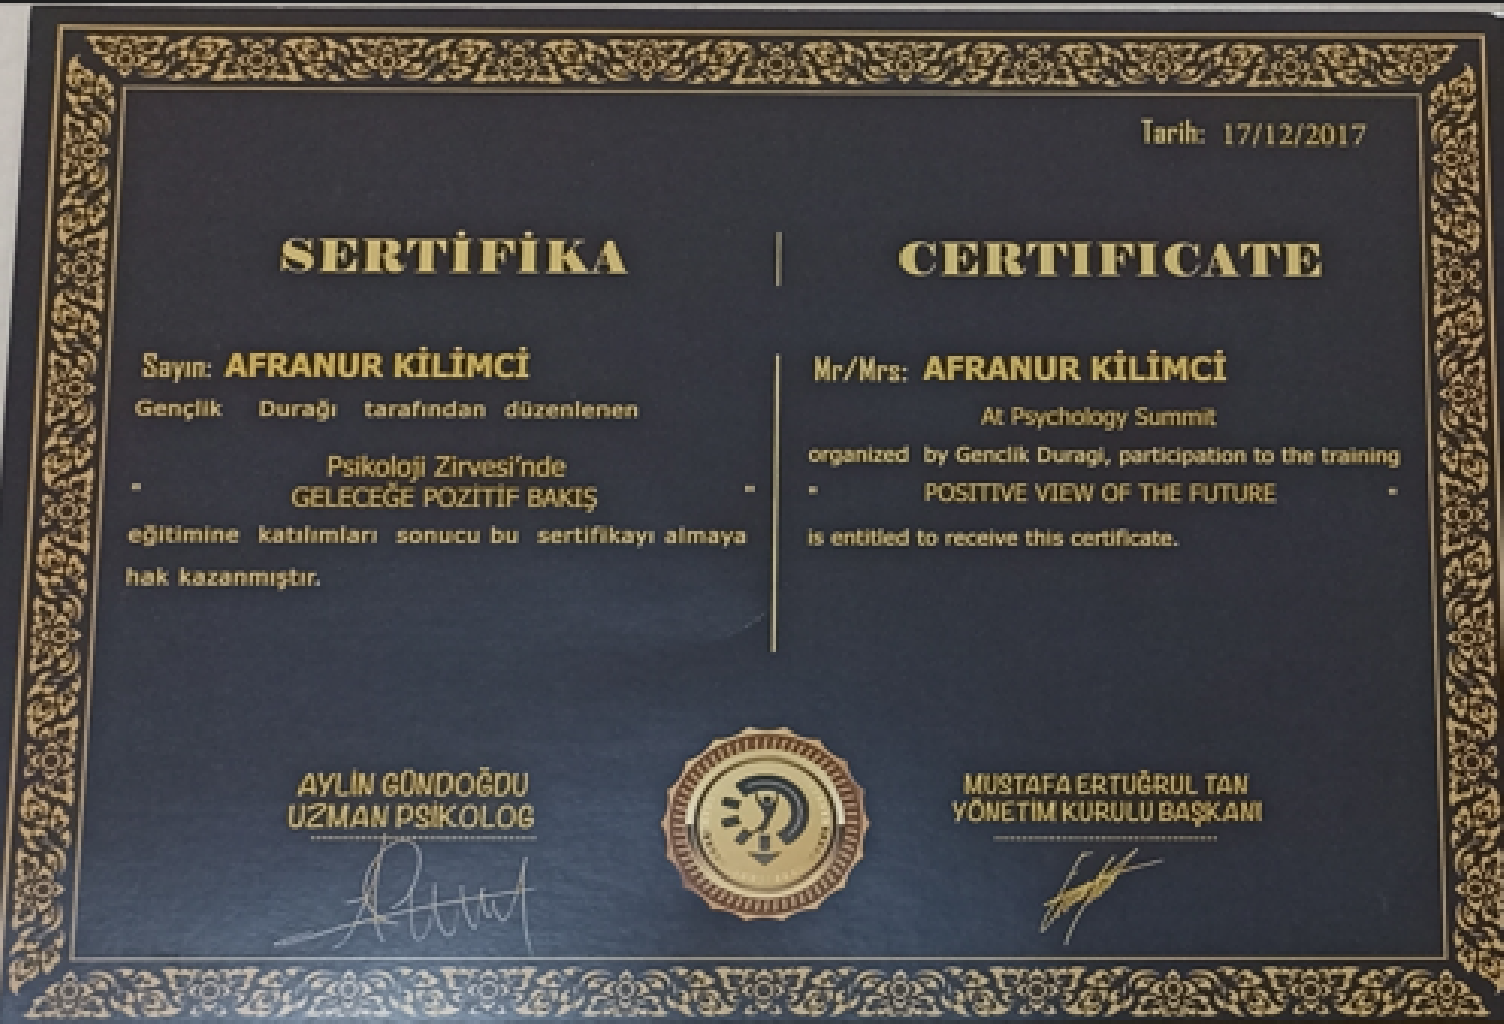 Tarih: 17/12/2017
SERTİFİKA
Sayın: AFRANUR KİLİMCİ
Gençlik Durağı tarafından düzenlenen
Psikoloji Zirvesi'nde
- GELECEĞE POZİTİF BAKIŞ -
eğitimine katılımları sonucu bu sertifikayı almaya
hak kazanmıştır.
CERTIFICATE
Mr/Mrs: AFRANUR KİLİMCİ
At Psychology Summit
organized by Genclik Duragi, participation to the training
- POSITIVE VIEW OF THE FUTURE -
is entitled to receive this certificate.
AYLİN GÜNDOĞDU
UZMAN PSİKOLOG
MUSTAFA ERTUĞRUL TAN
YÖNETİM KURULU BAŞKANI